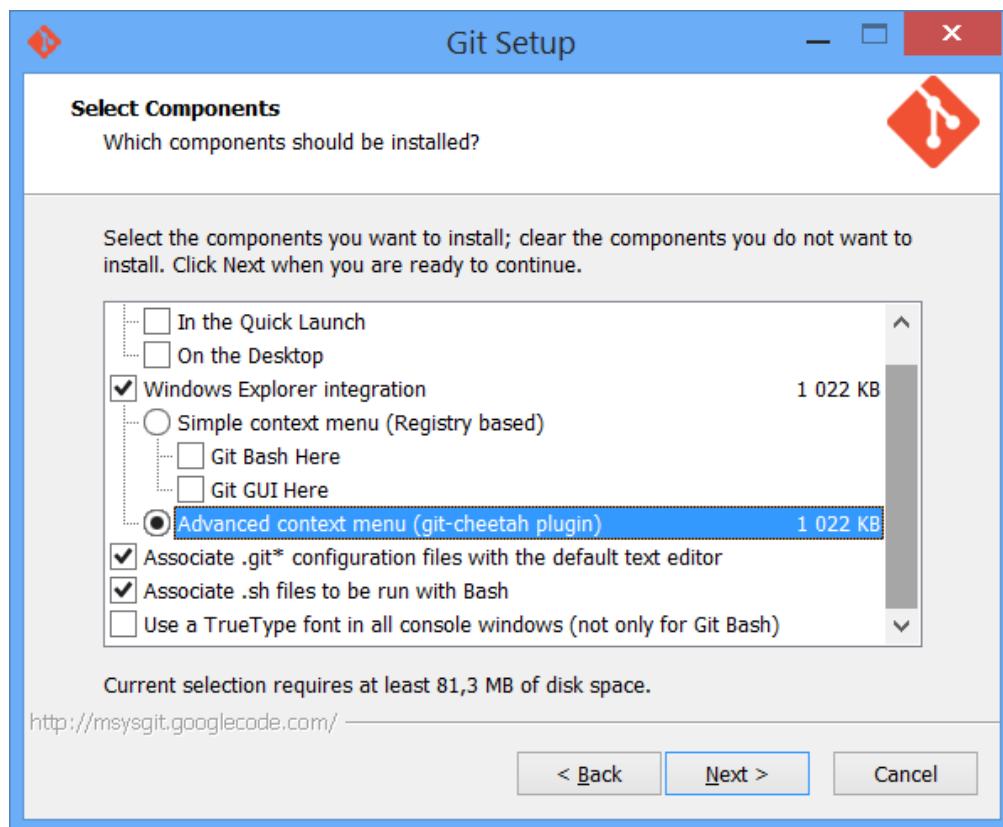 Git Setup
Select Components
Which components should be installed?
Select the components you want to install; clear the components you do not want to
install. Click Next when you are ready to continue.
In the Quick Launch
On the Desktop
Windows Explorer integration 1 022 KB
Simple context menu (Registry based)
Git Bash Here
Git GUI Here
Advanced context menu (git-cheetah plugin) 1 022 KB
Associate .git* configuration files with the default text editor
Associate .sh files to be run with Bash
Use a TrueType font in all console windows (not only for Git Bash)
Current selection requires at least 81,3 MB of disk space.
http://msysgit.googlecode.com/
< Back Next > Cancel